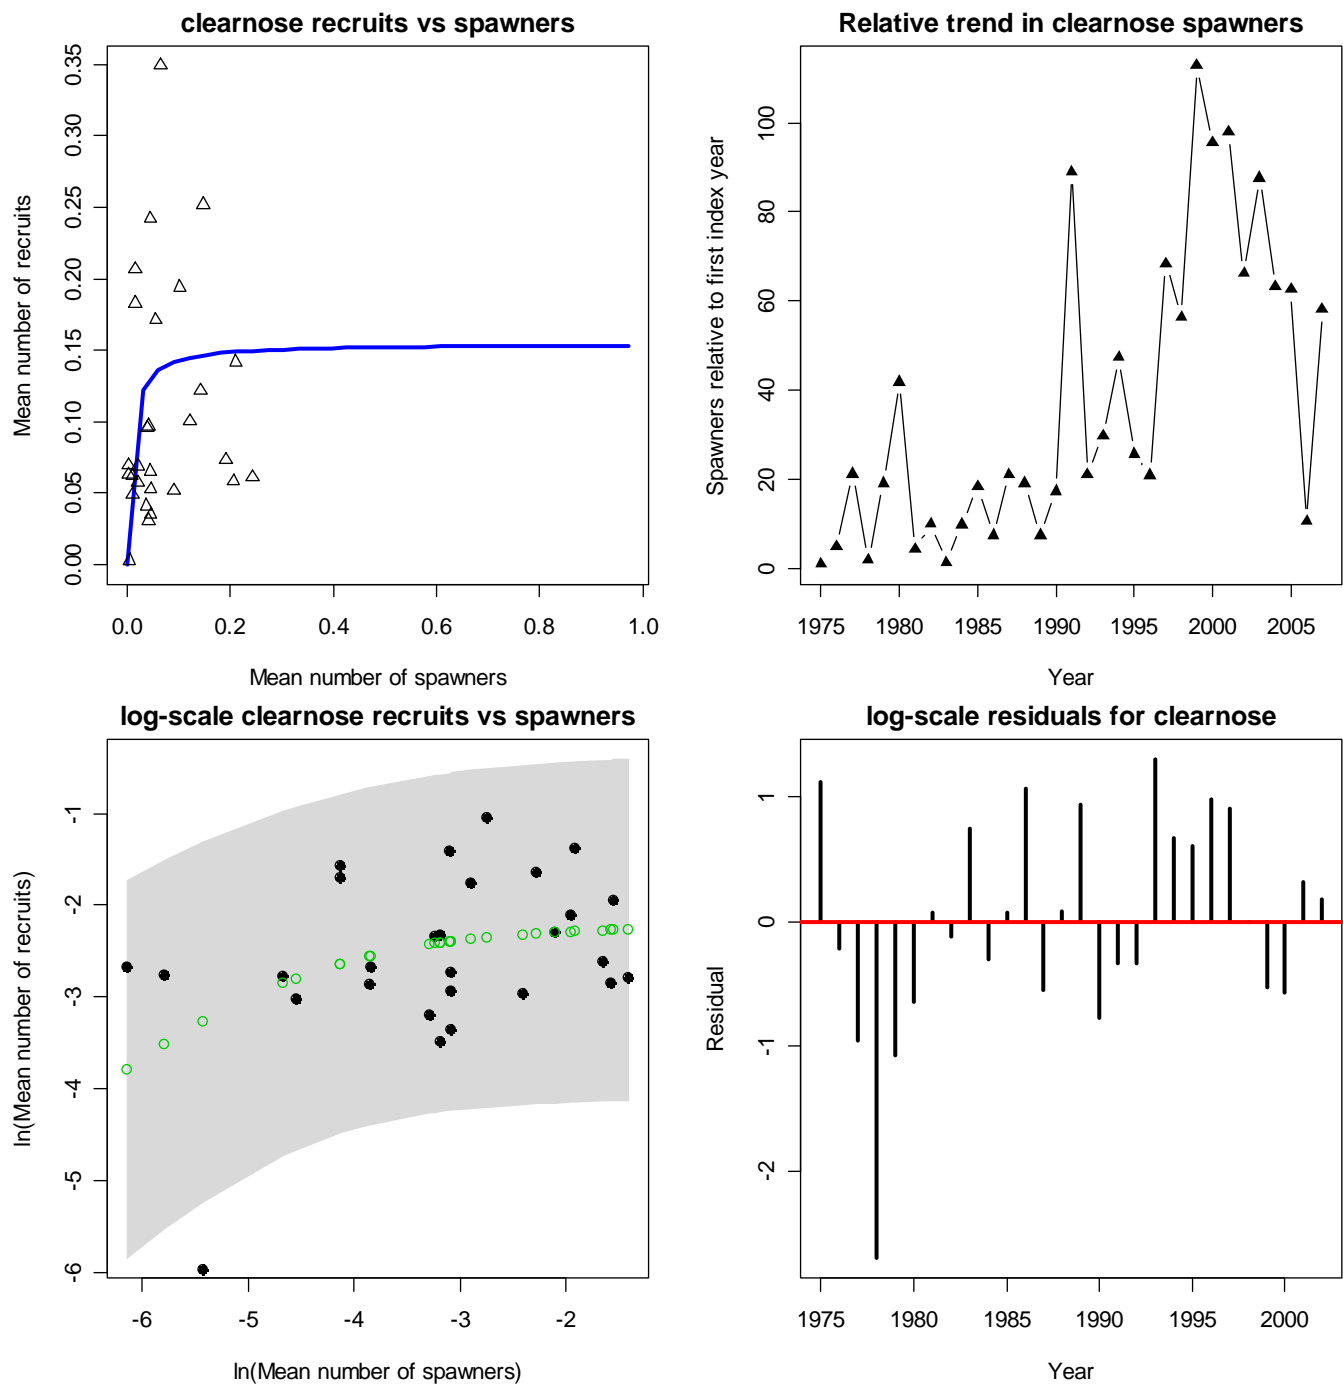 clearnose recruits vs spawners
Mean number of recruits
0.00 0.05 0.10 0.15 0.20 0.25 0.30 0.35
0.0 0.2 0.4 0.6 0.8 1.0
Mean number of spawners
Relative trend in clearnose spawners
Spawners relative to first index year
0 20 40 60 80 100
1975 1980 1985 1990 1995 2000 2005
Year
log-scale clearnose recruits vs spawners
ln(Mean number of recruits)
-6 -5 -4 -3 -2 -1
-6 -5 -4 -3 -2
ln(Mean number of spawners)
log-scale residuals for clearnose
Residual
-2 -1 0 1
1975 1980 1985 1990 1995 2000
Year